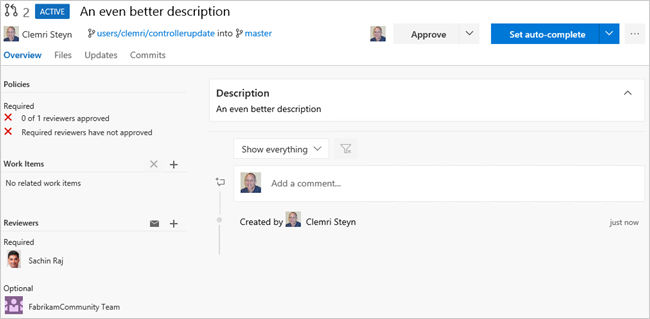 2 ACTIVE An even better description
Clemri Steyn users/clemri/controllerupdate into master Approve Set auto-complete ...
Overview Files Updates Commits
Policies
Required
0 of 1 reviewers approved
Required reviewers have not approved
Work Items
No related work items
Reviewers
Required
Sachin Raj
Optional
FabrikamCommunity Team
Description
An even better description
Show everything
Add a comment...
Created by Clemri Steyn just now